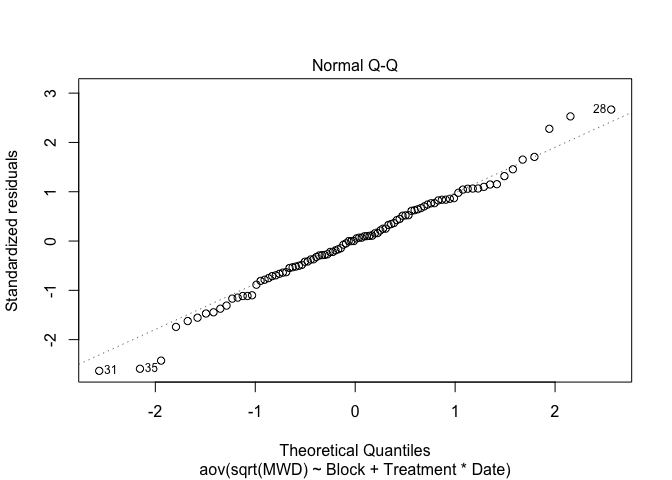 Normal Q-Q
Standardized residuals
3
2
1
0
-1
-2
28
31
35
-2 -1 0 1 2
Theoretical Quantiles
aov(sqrt(MWD) ~ Block + Treatment * Date)